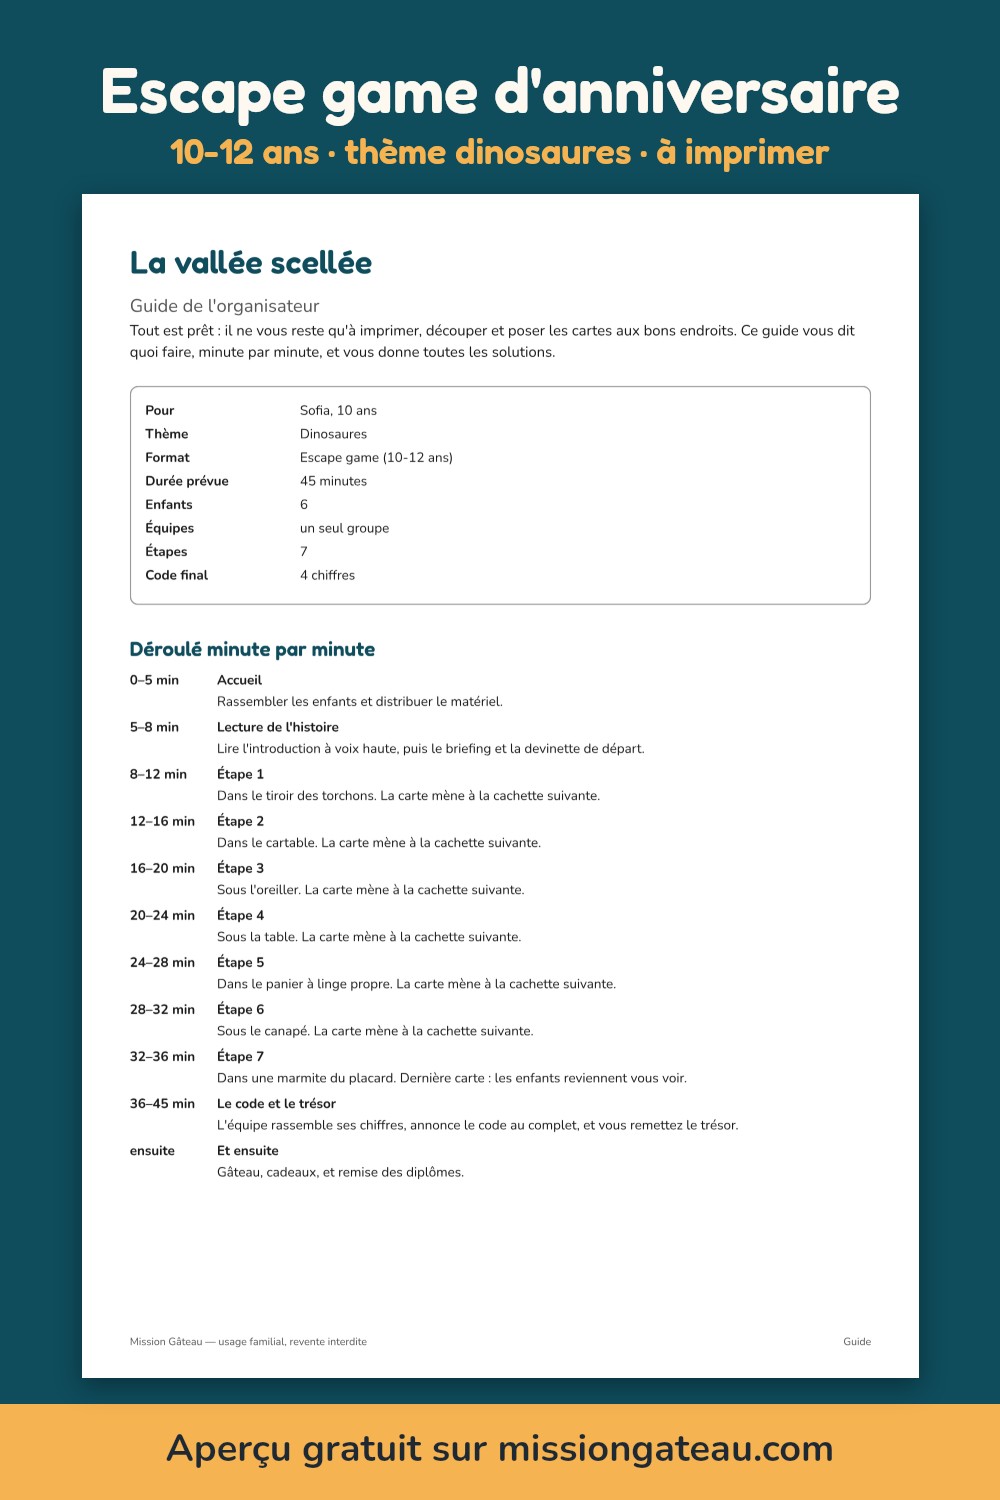 Escape game d'anniversaire
10-12 ans · thème dinosaures · à imprimer
La vallée scellée
Guide de l'organisateur
Tout est prêt : il ne vous reste qu'à imprimer, découper et poser les cartes aux bons endroits. Ce guide vous dit
quoi faire, minute par minute, et vous donne toutes les solutions.
Pour Sofia, 10 ans
Thème Dinosaures
Format Escape game (10-12 ans)
Durée prévue 45 minutes
Enfants 6
Équipes un seul groupe
Étapes 7
Code final 4 chiffres
Déroulé minute par minute
0–5 min Accueil
Rassembler les enfants et distribuer le matériel.
5–8 min Lecture de l'histoire
Lire l'introduction à voix haute, puis le briefing et la devinette de départ.
8–12 min Étape 1
Dans le tiroir des torchons. La carte mène à la cachette suivante.
12–16 min Étape 2
Dans le cartable. La carte mène à la cachette suivante.
16–20 min Étape 3
Sous l'oreiller. La carte mène à la cachette suivante.
20–24 min Étape 4
Sous la table. La carte mène à la cachette suivante.
24–28 min Étape 5
Dans le panier à linge propre. La carte mène à la cachette suivante.
28–32 min Étape 6
Sous le canapé. La carte mène à la cachette suivante.
32–36 min Étape 7
Dans une marmite du placard. Dernière carte : les enfants reviennent vous voir.
36–45 min Le code et le trésor
L'équipe rassemble ses chiffres, annonce le code au complet, et vous remettez le trésor.
ensuite Et ensuite
Gâteau, cadeaux, et remise des diplômes.
Mission Gâteau — usage familial, revente interdite Guide
Aperçu gratuit sur missiongateau.com